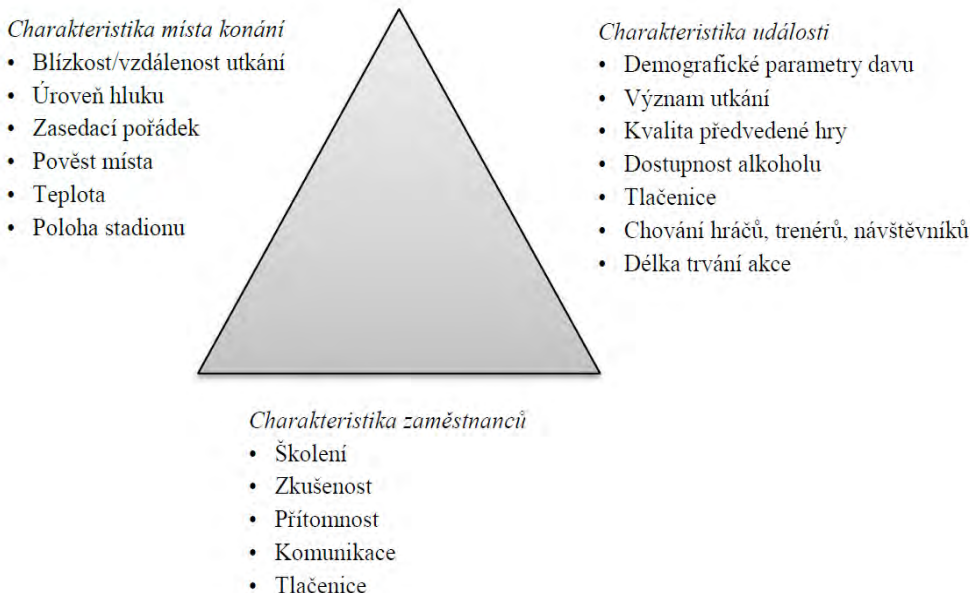 Charakteristika místa konání
• Blízkost/vzdálenost utkání
• Úroveň hluku
• Zasedací pořádek
• Pověst místa
• Teplota
• Poloha stadionu
Charakteristika události
• Demografické parametry davu
• Význam utkání
• Kvalita předvedené hry
• Dostupnost alkoholu
• Tlačenice
• Chování hráčů, trenérů, návštěvníků
• Délka trvání akce
Charakteristika zaměstnanců
• Školení
• Zkušenost
• Přítomnost
• Komunikace
• Tlačenice